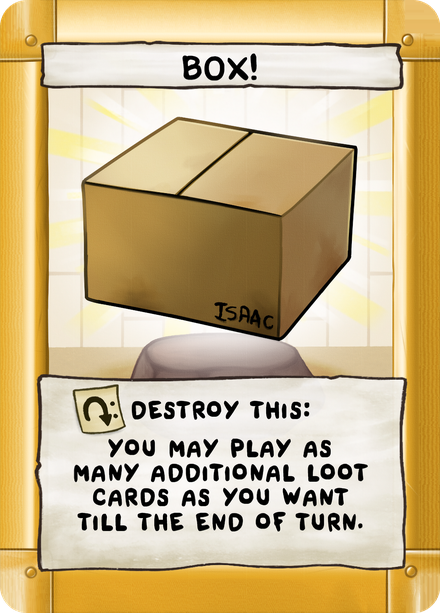 BOX!
ISAAC
DESTROY THIS:
YOU MAY PLAY AS
MANY ADDITIONAL LOOT
CARDS AS YOU WANT
TILL THE END OF TURN.